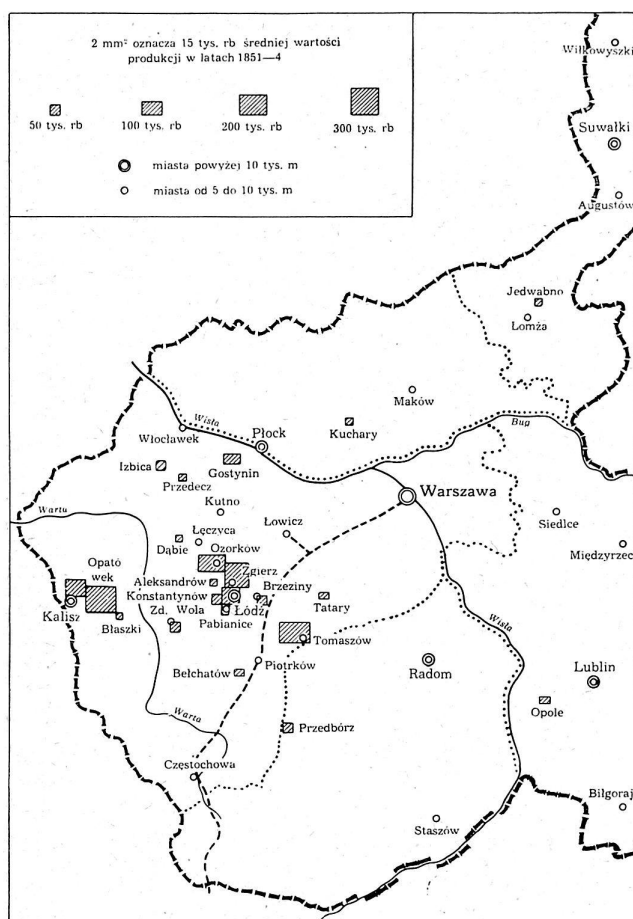 2 mm² oznacza 15 tys. rb średniej wartości
produkcji w latach 1851—4
50 tys. rb
100 tys. rb
200 tys. rb
300 tys. rb
miasta powyżej 10 tys. m
miasta od 5 do 10 tys. m
Wiłkowyszki
Suwałki
Augustów
Jedwabno
Łomża
Maków
Wisła
Bug
Włocławek
Płock
Kuchary
Izbica
Gostynin
Przedecz
Warszawa
Kutno
Siedlce
Wartu
Łęczyca
Łowicz
Dąbie
Ozorków
Międzyrzec
Opató
wek
Zgierz
Aleksandrów
Brzeziny
Konstantynów
Tatary
Kalisz
Zd. Wola
Łódź
Błaszki
Pabianice
Wisła
Tomaszów
Piotrków
Radom
Lublin
Bełchatów
Opole
Warta
Przedbórz
Częstochowa
Biłgoraj
Staszów